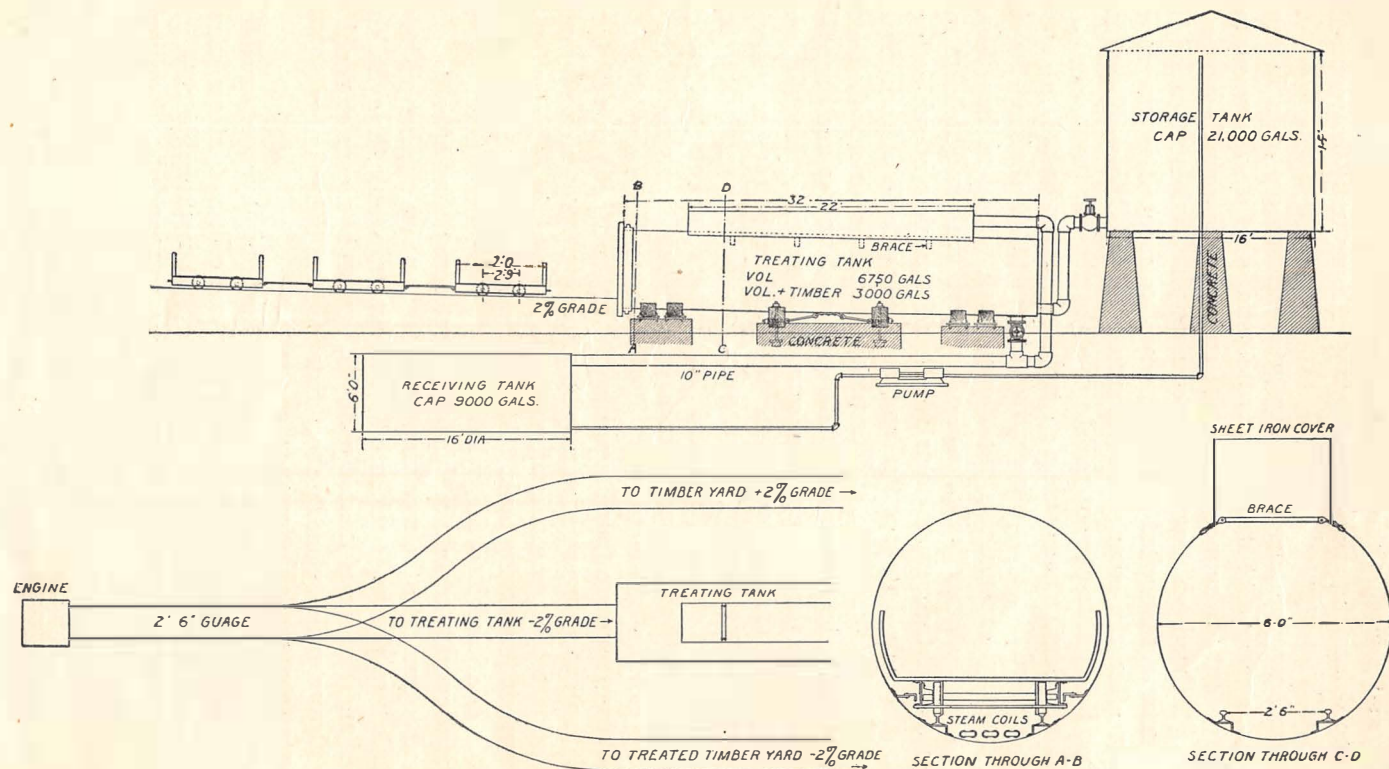 STORAGE TANK
CAP 21,000 GALS.
14'
16'
CONCRETE
B
D
32
22'
BRACE→
TREATING TANK
VOL 6750 GALS
VOL.+TIMBER 3000 GALS
2'0
2'9
2% GRADE
A
C
CONCRETE
10" PIPE
PUMP
RECEIVING TANK
CAP 9000 GALS.
6'0"
16' DIA
TO TIMBER YARD +2% GRADE →
ENGINE
2' 6" GUAGE
TO TREATING TANK -2% GRADE →
TREATING TANK
TO TREATED TIMBER YARD -2% GRADE →
STEAM COILS
SECTION THROUGH A-B
SHEET IRON COVER
BRACE
6-0"
2'6"
SECTION THROUGH C-D